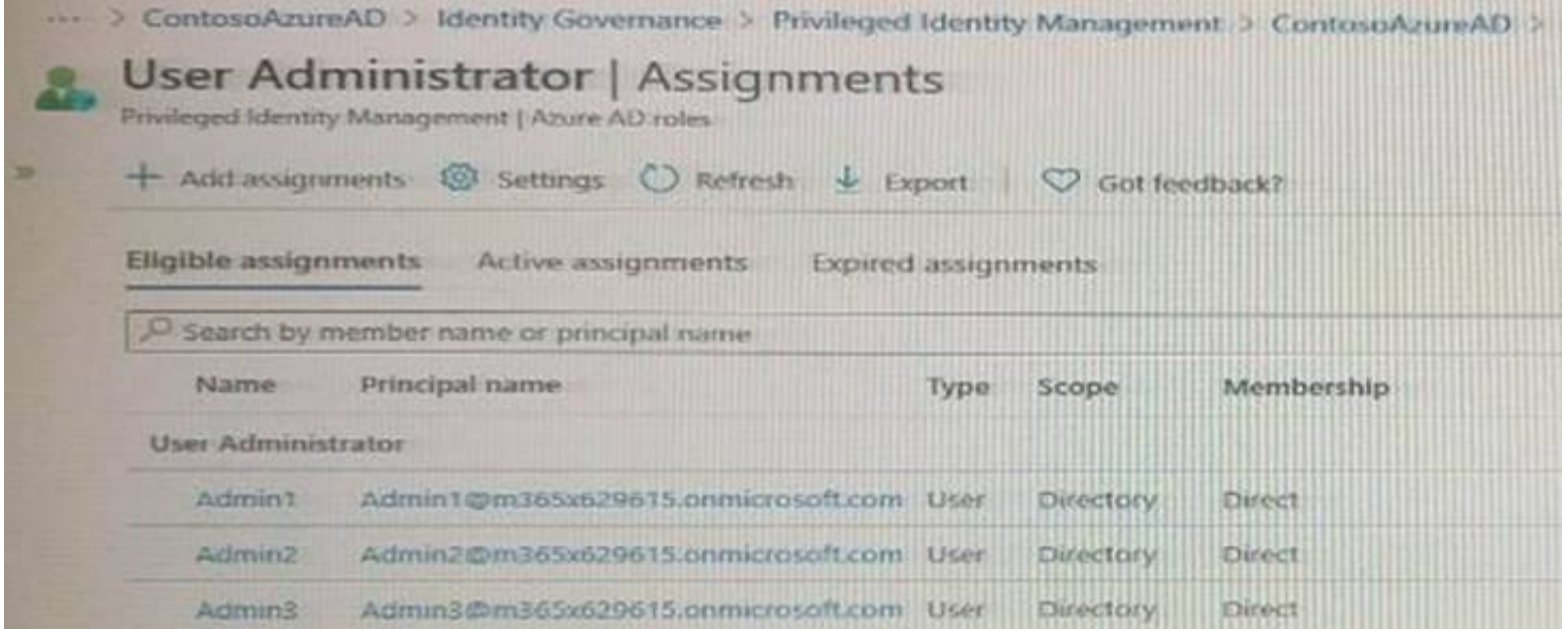 ... > ContosoAzureAD > Identity Governance > Privileged Identity Management > ContosoAzureAD >
User Administrator | Assignments
Privileged Identity Management | Azure AD roles
» + Add assignments Settings Refresh Export Got feedback?
Eligible assignments Active assignments Expired assignments
Search by member name or principal name
Name Principal name Type Scope Membership
User Administrator
Admin1 Admin1@m365x629615.onmicrosoft.com User Directory Direct
Admin2 Admin2@m365x629615.onmicrosoft.com User Directory Direct
Admin3 Admin3@m365x629615.onmicrosoft.com User Directory Direct